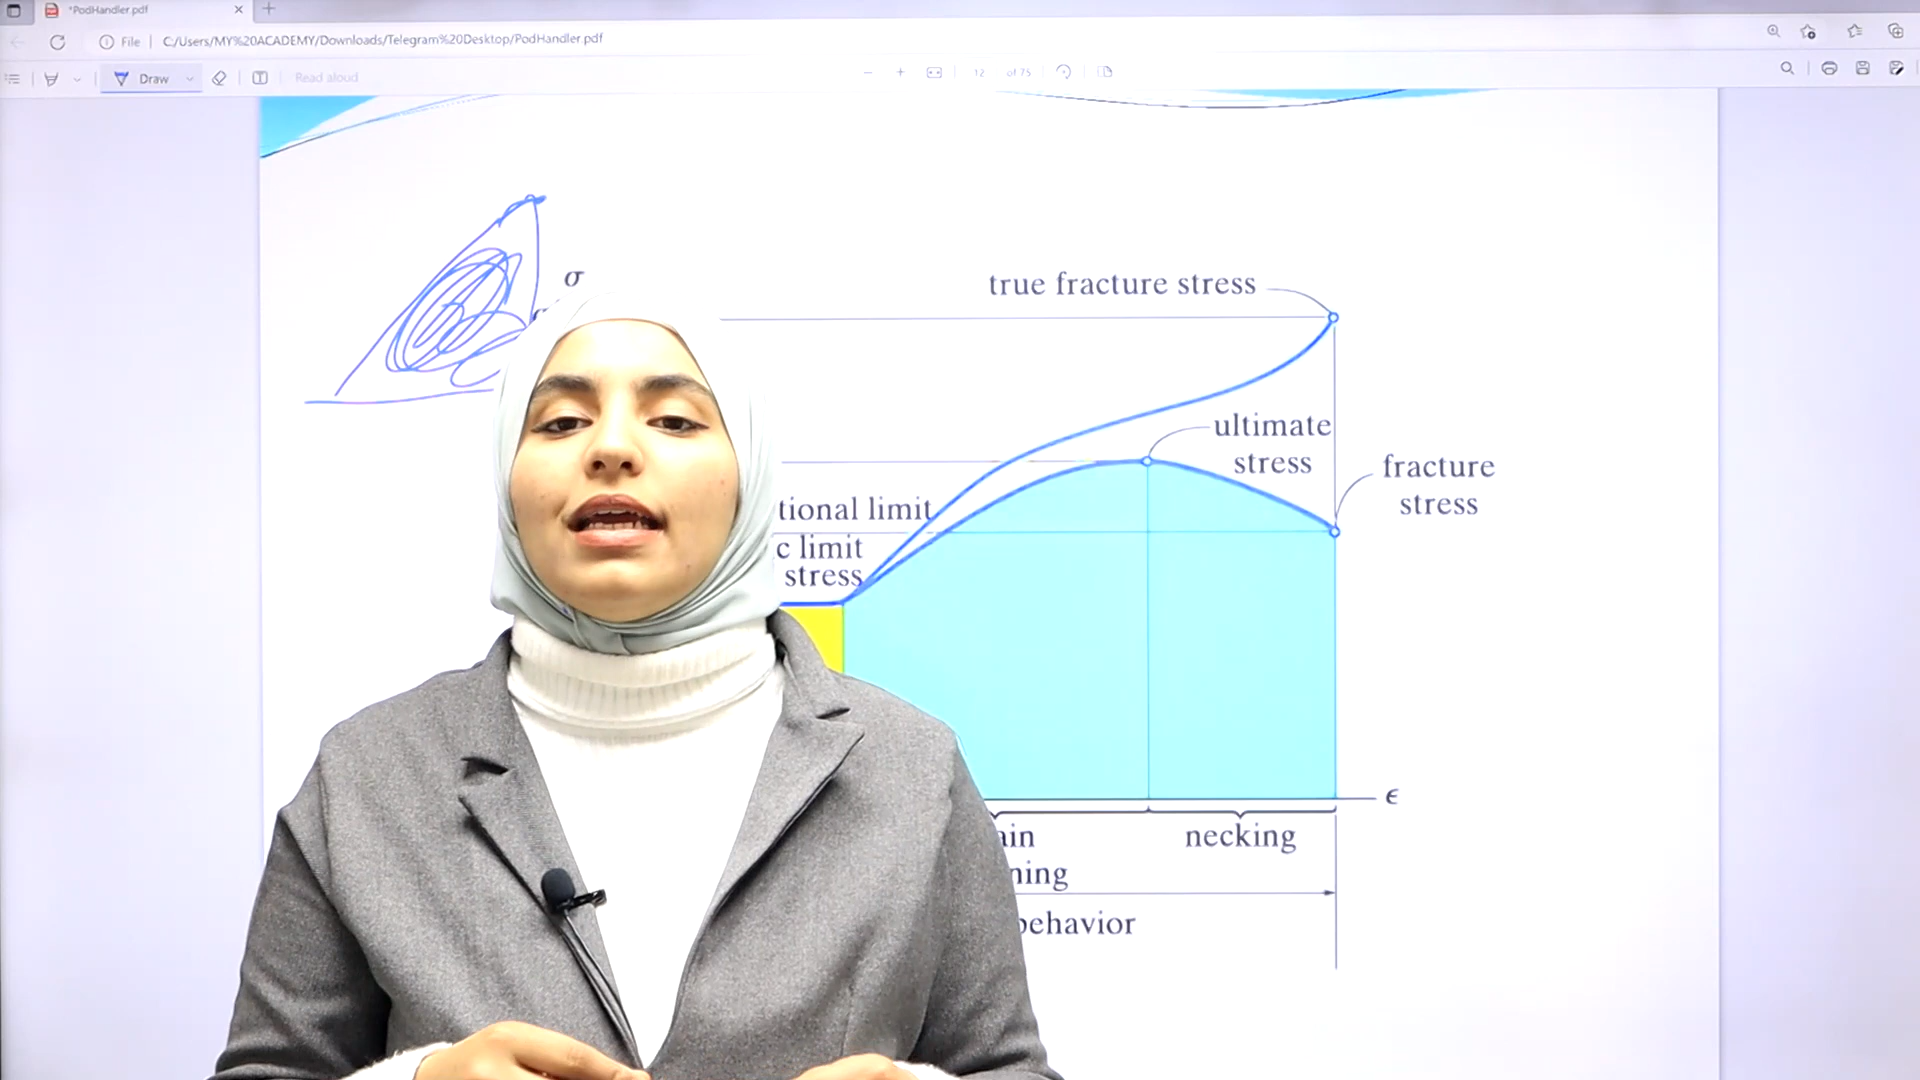 *PodHandler.pdf
File
C:/Users/MY%20ACADEMY/Downloads/Telegram%20Desktop/PodHandler.pdf
Draw
Read aloud
12 of 75
σ
true fracture stress
ultimate
stress
fracture
stress
tional limit
c limit
stress
ϵ
ain
necking
ning
behavior